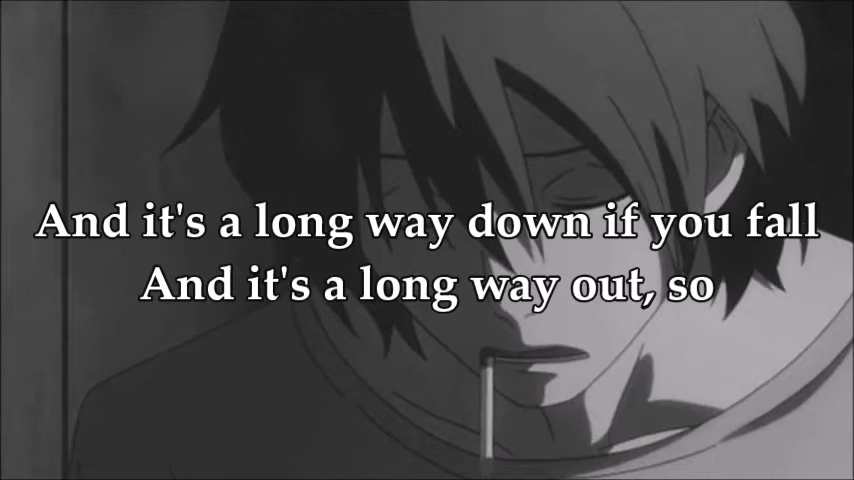 And it's a long way down if you fall
And it's a long way out, so